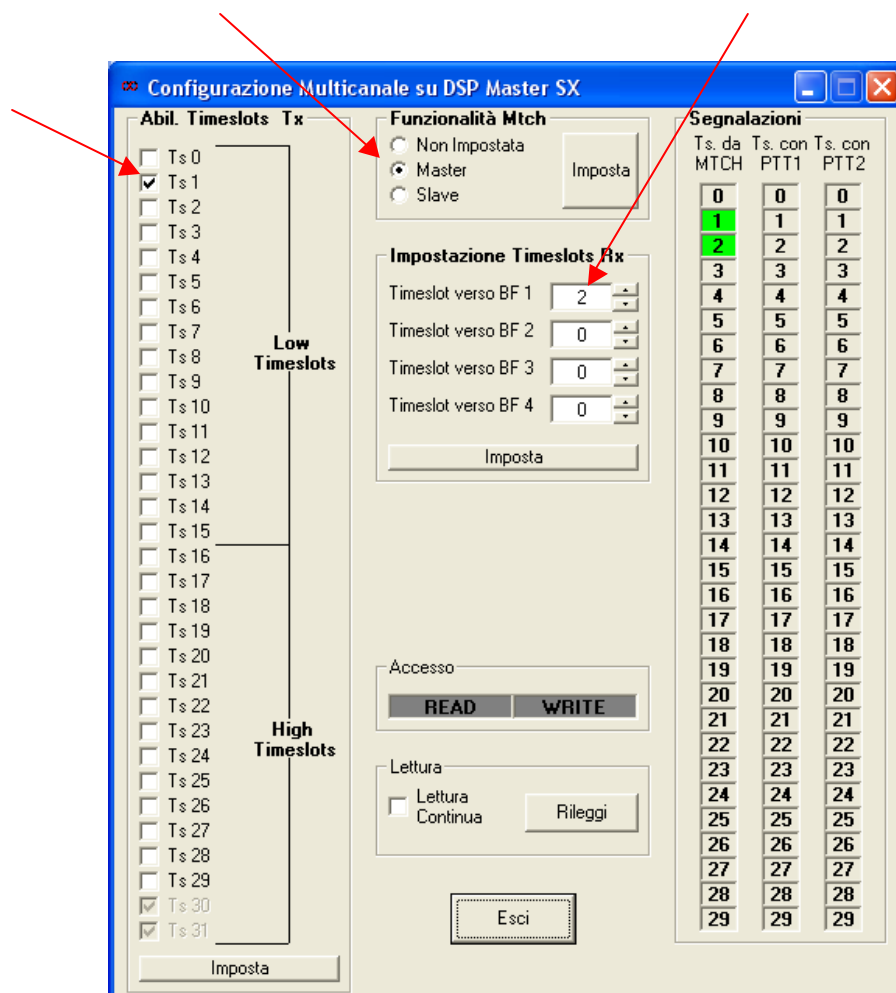 Configurazione Multicanale su DSP Master SX
Abil. Timeslots Tx
Ts 0
Ts 1
Ts 2
Ts 3
Ts 4
Ts 5
Ts 6
Ts 7
Ts 8
Ts 9
Ts 10
Ts 11
Ts 12
Ts 13
Ts 14
Ts 15
Low
Timeslots
Ts 16
Ts 17
Ts 18
Ts 19
Ts 20
Ts 21
Ts 22
Ts 23
Ts 24
Ts 25
Ts 26
Ts 27
Ts 28
Ts 29
Ts 30
Ts 31
High
Timeslots
Imposta
Funzionalità Mtch
Non Impostata
Master
Slave
Imposta
Impostazione Timeslots Rx
Timeslot verso BF 1 2
Timeslot verso BF 2 0
Timeslot verso BF 3 0
Timeslot verso BF 4 0
Imposta
Accesso
READ WRITE
Lettura
Lettura
Continua
Rileggi
Esci
Segnalazioni
Ts. da Ts. con Ts. con
MTCH PTT1 PTT2
0 0 0
1 1 1
2 2 2
3 3 3
4 4 4
5 5 5
6 6 6
7 7 7
8 8 8
9 9 9
10 10 10
11 11 11
12 12 12
13 13 13
14 14 14
15 15 15
16 16 16
17 17 17
18 18 18
19 19 19
20 20 20
21 21 21
22 22 22
23 23 23
24 24 24
25 25 25
26 26 26
27 27 27
28 28 28
29 29 29